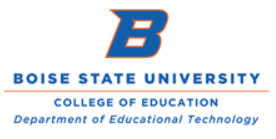 B
BOISE STATE UNIVERSITY
COLLEGE OF EDUCATION
Department of Educational Technology